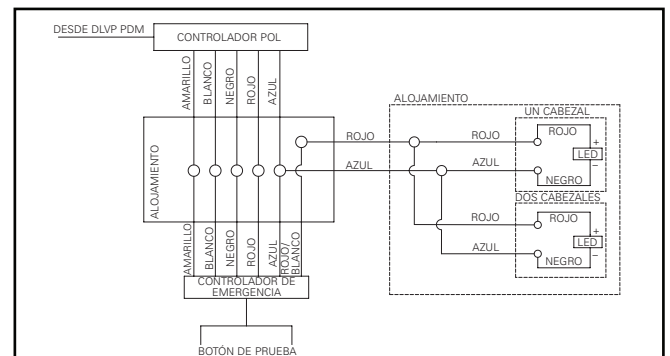 DESDE DLVP PDM
CONTROLADOR POL
AMARILLO
BLANCO
NEGRO
ROJO
AZUL
ALOJAMIENTO
AMARILLO
BLANCO
NEGRO
ROJO
AZUL
ROJO/
BLANCO
CONTROLADOR DE
EMERGENCIA
BOTÓN DE PRUEBA
ROJO
AZUL
ALOJAMIENTO
UN CABEZAL
ROJO
ROJO
+
LED
AZUL
–
NEGRO
DOS CABEZALES
ROJO
ROJO
+
LED
AZUL
–
NEGRO